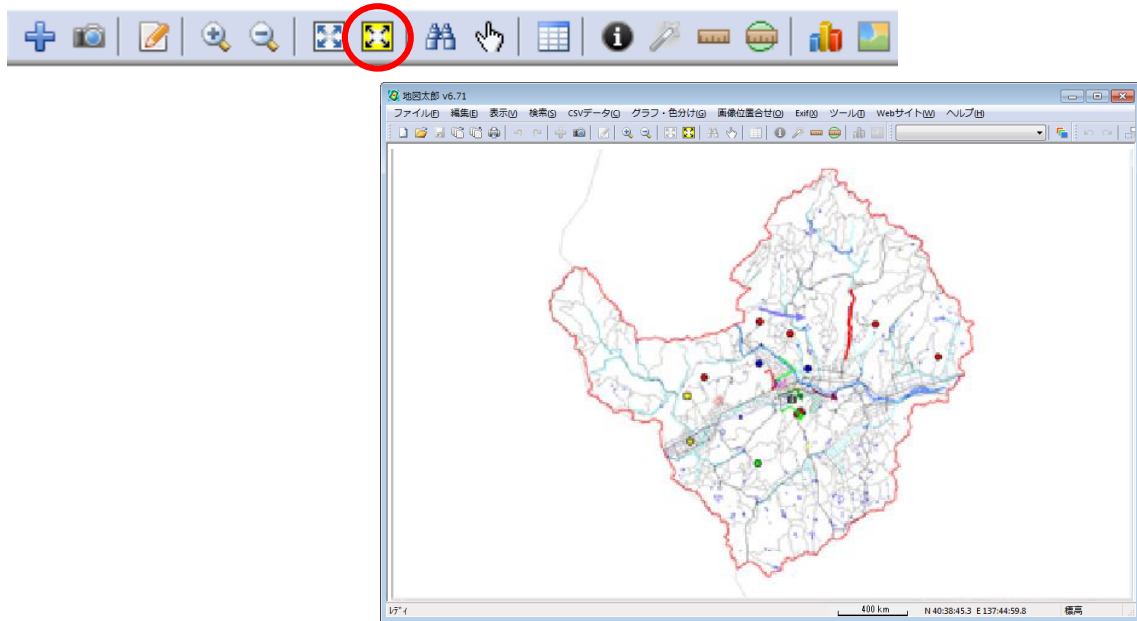 地図太郎 v6.71
ファイル(F) 編集(E) 表示(V) 検索(S) CSVデータ(C) グラフ・色分け(G) 画像位置合せ(O) Exif(X) ツール(T) Webサイト(W) ヘルプ(H)
ﾚﾃﾞｨ 400 km N 40:38:45.3 E 137:44:59.8 標高